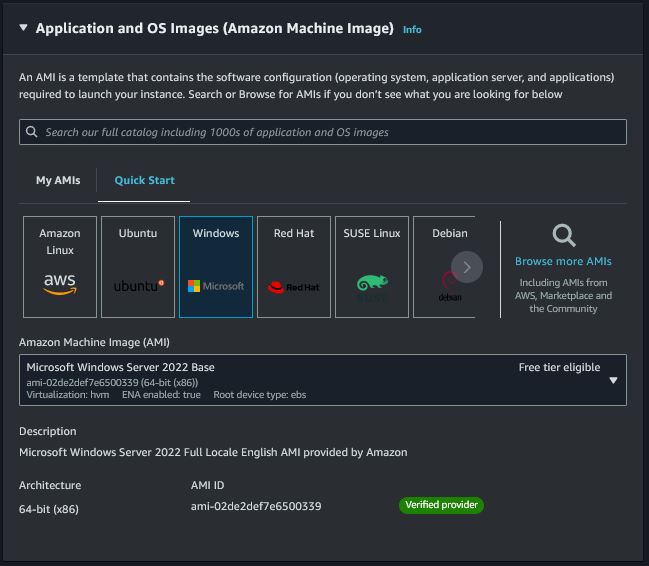 Application and OS Images (Amazon Machine Image) Info
An AMI is a template that contains the software configuration (operating system, application server, and applications)
required to launch your instance. Search or Browse for AMIs if you don't see what you are looking for below
Search our full catalog including 1000s of application and OS images
My AMIs
Quick Start
Amazon
Linux
aws
Ubuntu
ubuntu
Windows
Microsoft
Red Hat
Red Hat
SUSE Linux
SUSE
Debian
debian
Browse more AMIs
Including AMIs from
AWS, Marketplace and
the Community
Amazon Machine Image (AMI)
Microsoft Windows Server 2022 Base
Free tier eligible
ami-02de2def7e6500339 (64-bit (x86))
Virtualization: hvm ENA enabled: true Root device type: ebs
Description
Microsoft Windows Server 2022 Full Locale English AMI provided by Amazon
Architecture
AMI ID
64-bit (x86)
ami-02de2def7e6500339
Verified provider